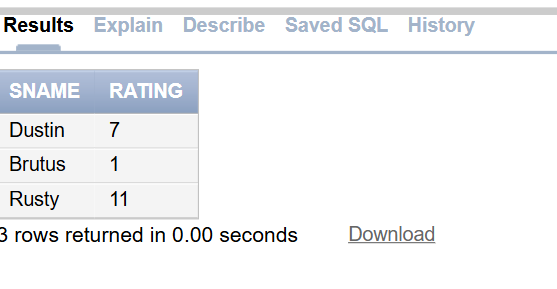 Results Explain Describe Saved SQL History
SNAME RATING
Dustin 7
Brutus 1
Rusty 11
3 rows returned in 0.00 seconds Download